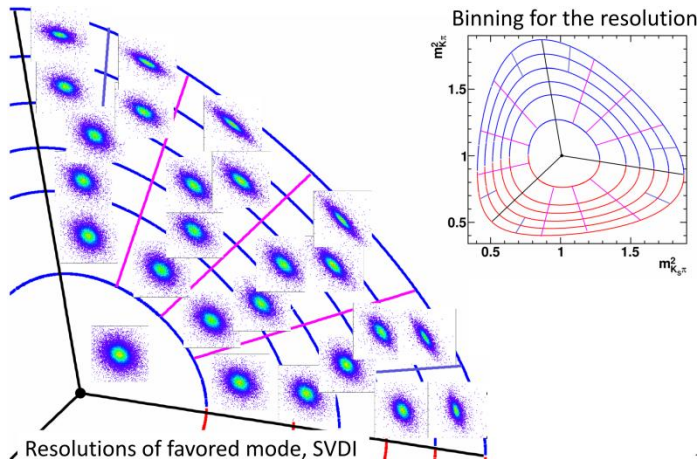 Binning for the resolution
m²Kπ
1.5
1
0.5
0.5
1
1.5
m²Ksπ
Resolutions of favored mode, SVDI